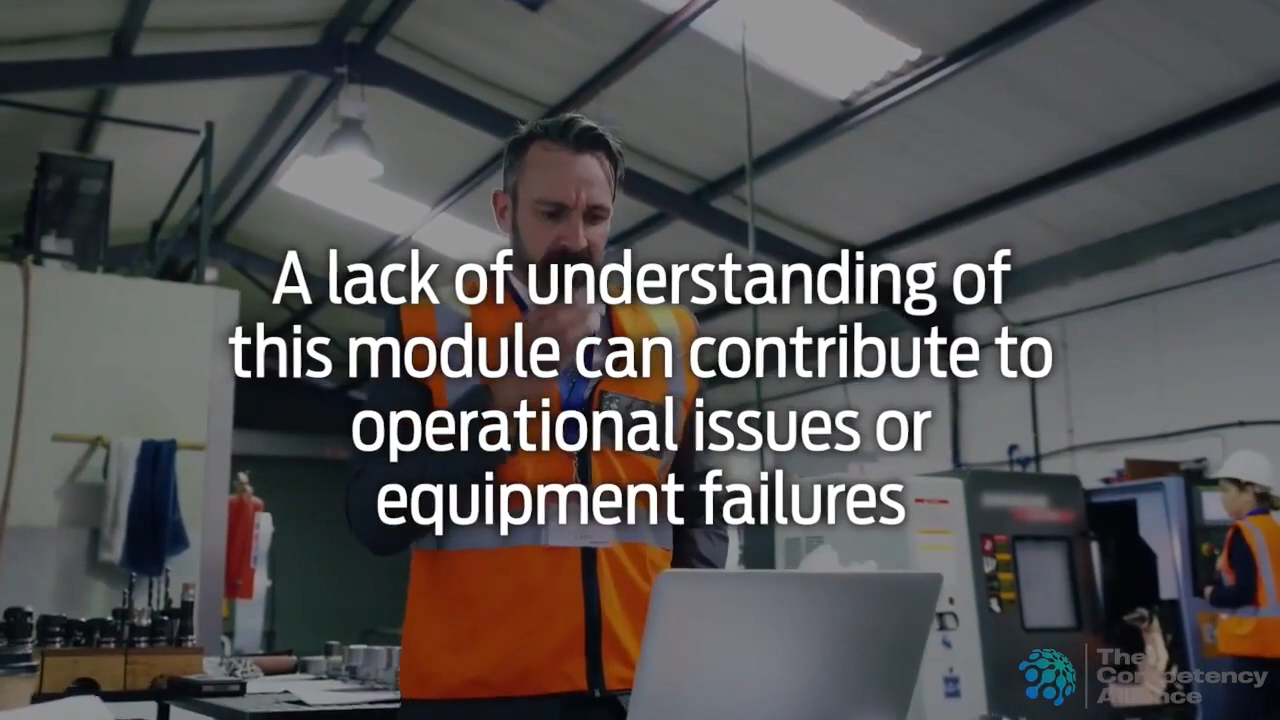 A lack of understanding of
this module can contribute to
operational issues or
equipment failures
The
Competency
Alliance